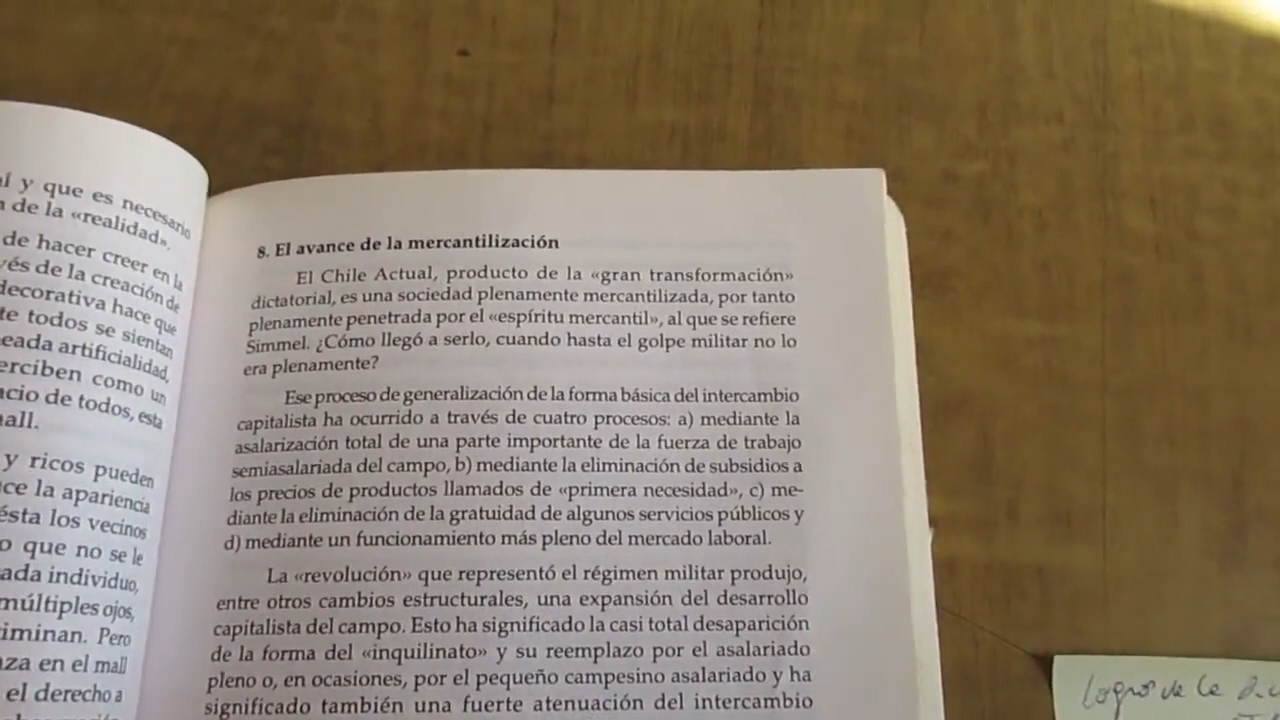 y que es necesario
de la «realidad».
de hacer creer en la
vés de la creación de
decorativa hace que
te todos se sientan
eada artificialidad,
erciben como un
acio de todos, esta
all.
y ricos pueden
ce la apariencia
ésta los vecinos
o que no se le
ada individuo,
múltiples ojos,
iminan. Pero
za en el mall
el derecho a
8. El avance de la mercantilización
El Chile Actual, producto de la «gran transformación»
dictatorial, es una sociedad plenamente mercantilizada, por tanto
plenamente penetrada por el «espíritu mercantil», al que se refiere
Simmel. ¿Cómo llegó a serlo, cuando hasta el golpe militar no lo
era plenamente?
Ese proceso de generalización de la forma básica del intercambio
capitalista ha ocurrido a través de cuatro procesos: a) mediante la
asalarización total de una parte importante de la fuerza de trabajo
semiasalariada del campo, b) mediante la eliminación de subsidios a
los precios de productos llamados de «primera necesidad», c) me-
diante la eliminación de la gratuidad de algunos servicios públicos y
d) mediante un funcionamiento más pleno del mercado laboral.
La «revolución» que representó el régimen militar produjo,
entre otros cambios estructurales, una expansión del desarrollo
capitalista del campo. Esto ha significado la casi total desaparición
de la forma del «inquilinato» y su reemplazo por el asalariado
pleno o, en ocasiones, por el pequeño campesino asalariado y ha
significado también una fuerte atenuación del intercambio
logros de la